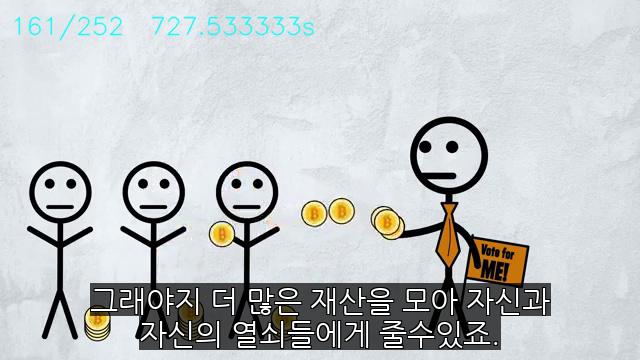 161/252 727.533333s
Vote for
ME!
그래야지 더 많은 재산을 모아 자신과
자신의 열쇠들에게 줄수있죠.